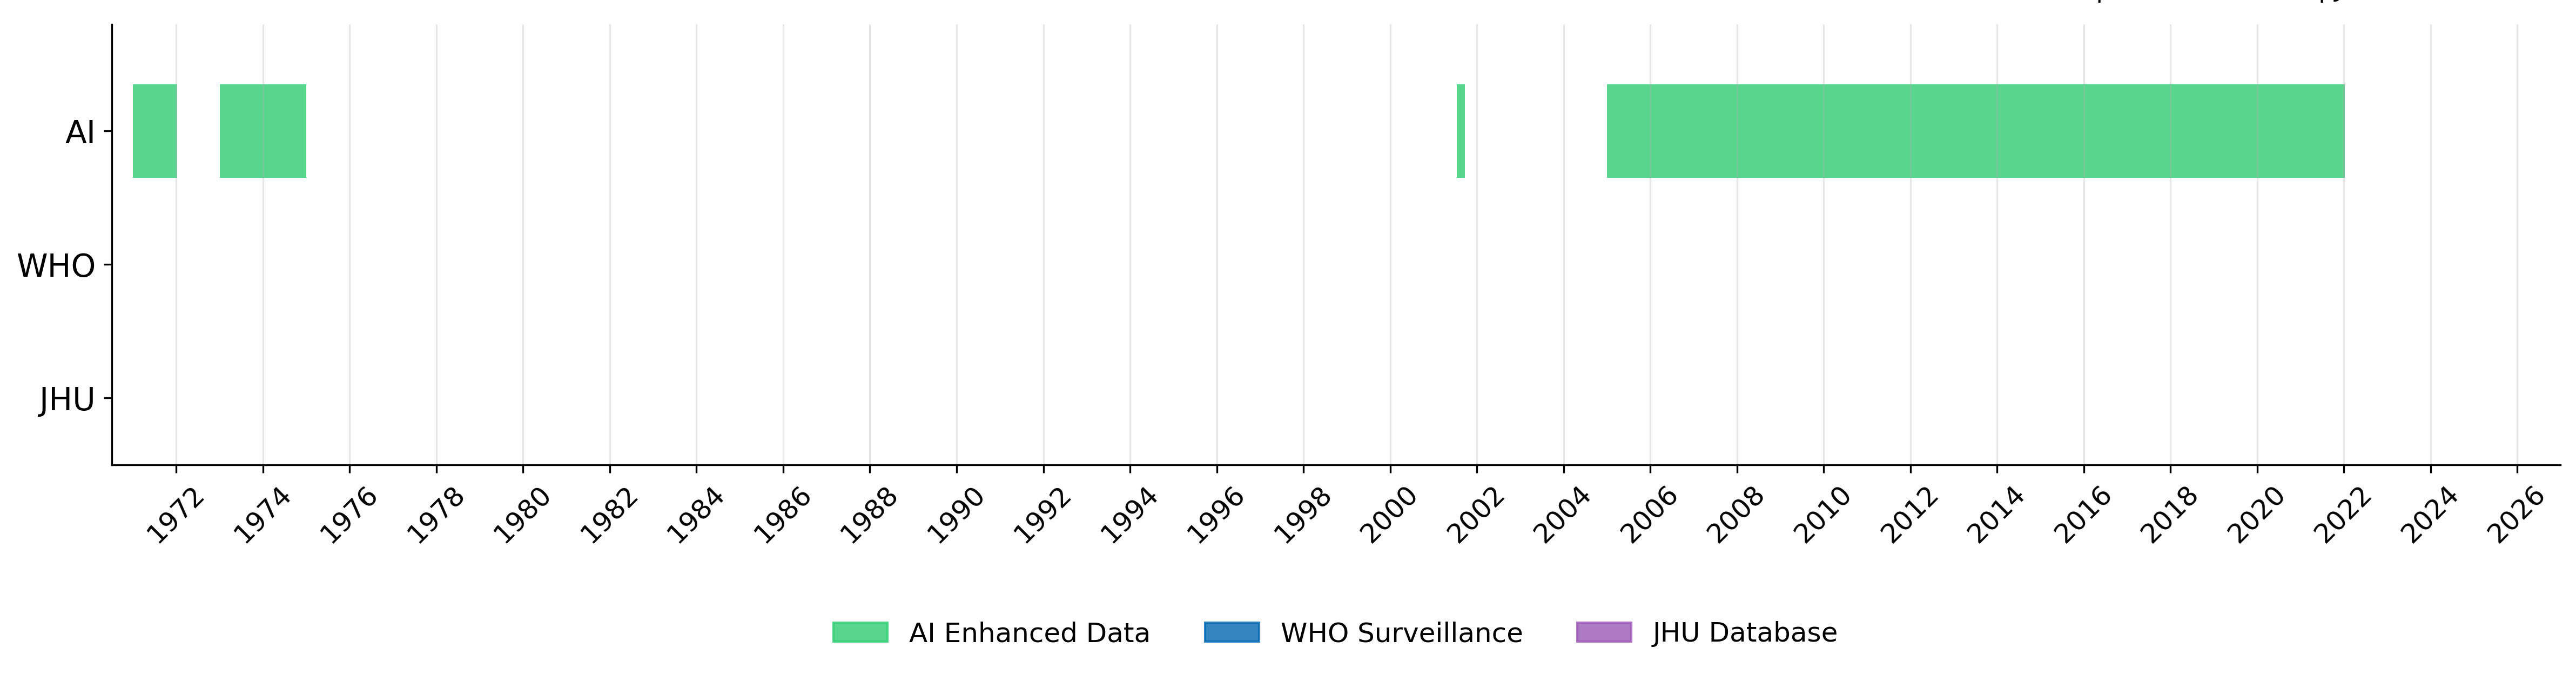 AI
WHO
JHU
1972 1974 1976 1978 1980 1982 1984 1986 1988 1990 1992 1994 1996 1998 2000 2002 2004 2006 2008 2010 2012 2014 2016 2018 2020 2022 2024 2026
AI Enhanced Data WHO Surveillance JHU Database